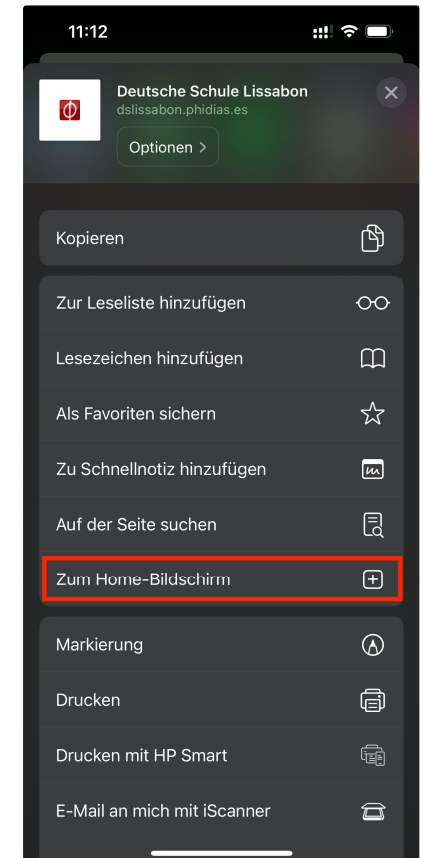 11:12
Deutsche Schule Lissabon
dslissabon.phidias.es
Optionen >
Kopieren
Zur Leseliste hinzufügen
Lesezeichen hinzufügen
Als Favoriten sichern
Zu Schnellnotiz hinzufügen
Auf der Seite suchen
Zum Home-Bildschirm
Markierung
Drucken
Drucken mit HP Smart
E-Mail an mich mit iScanner